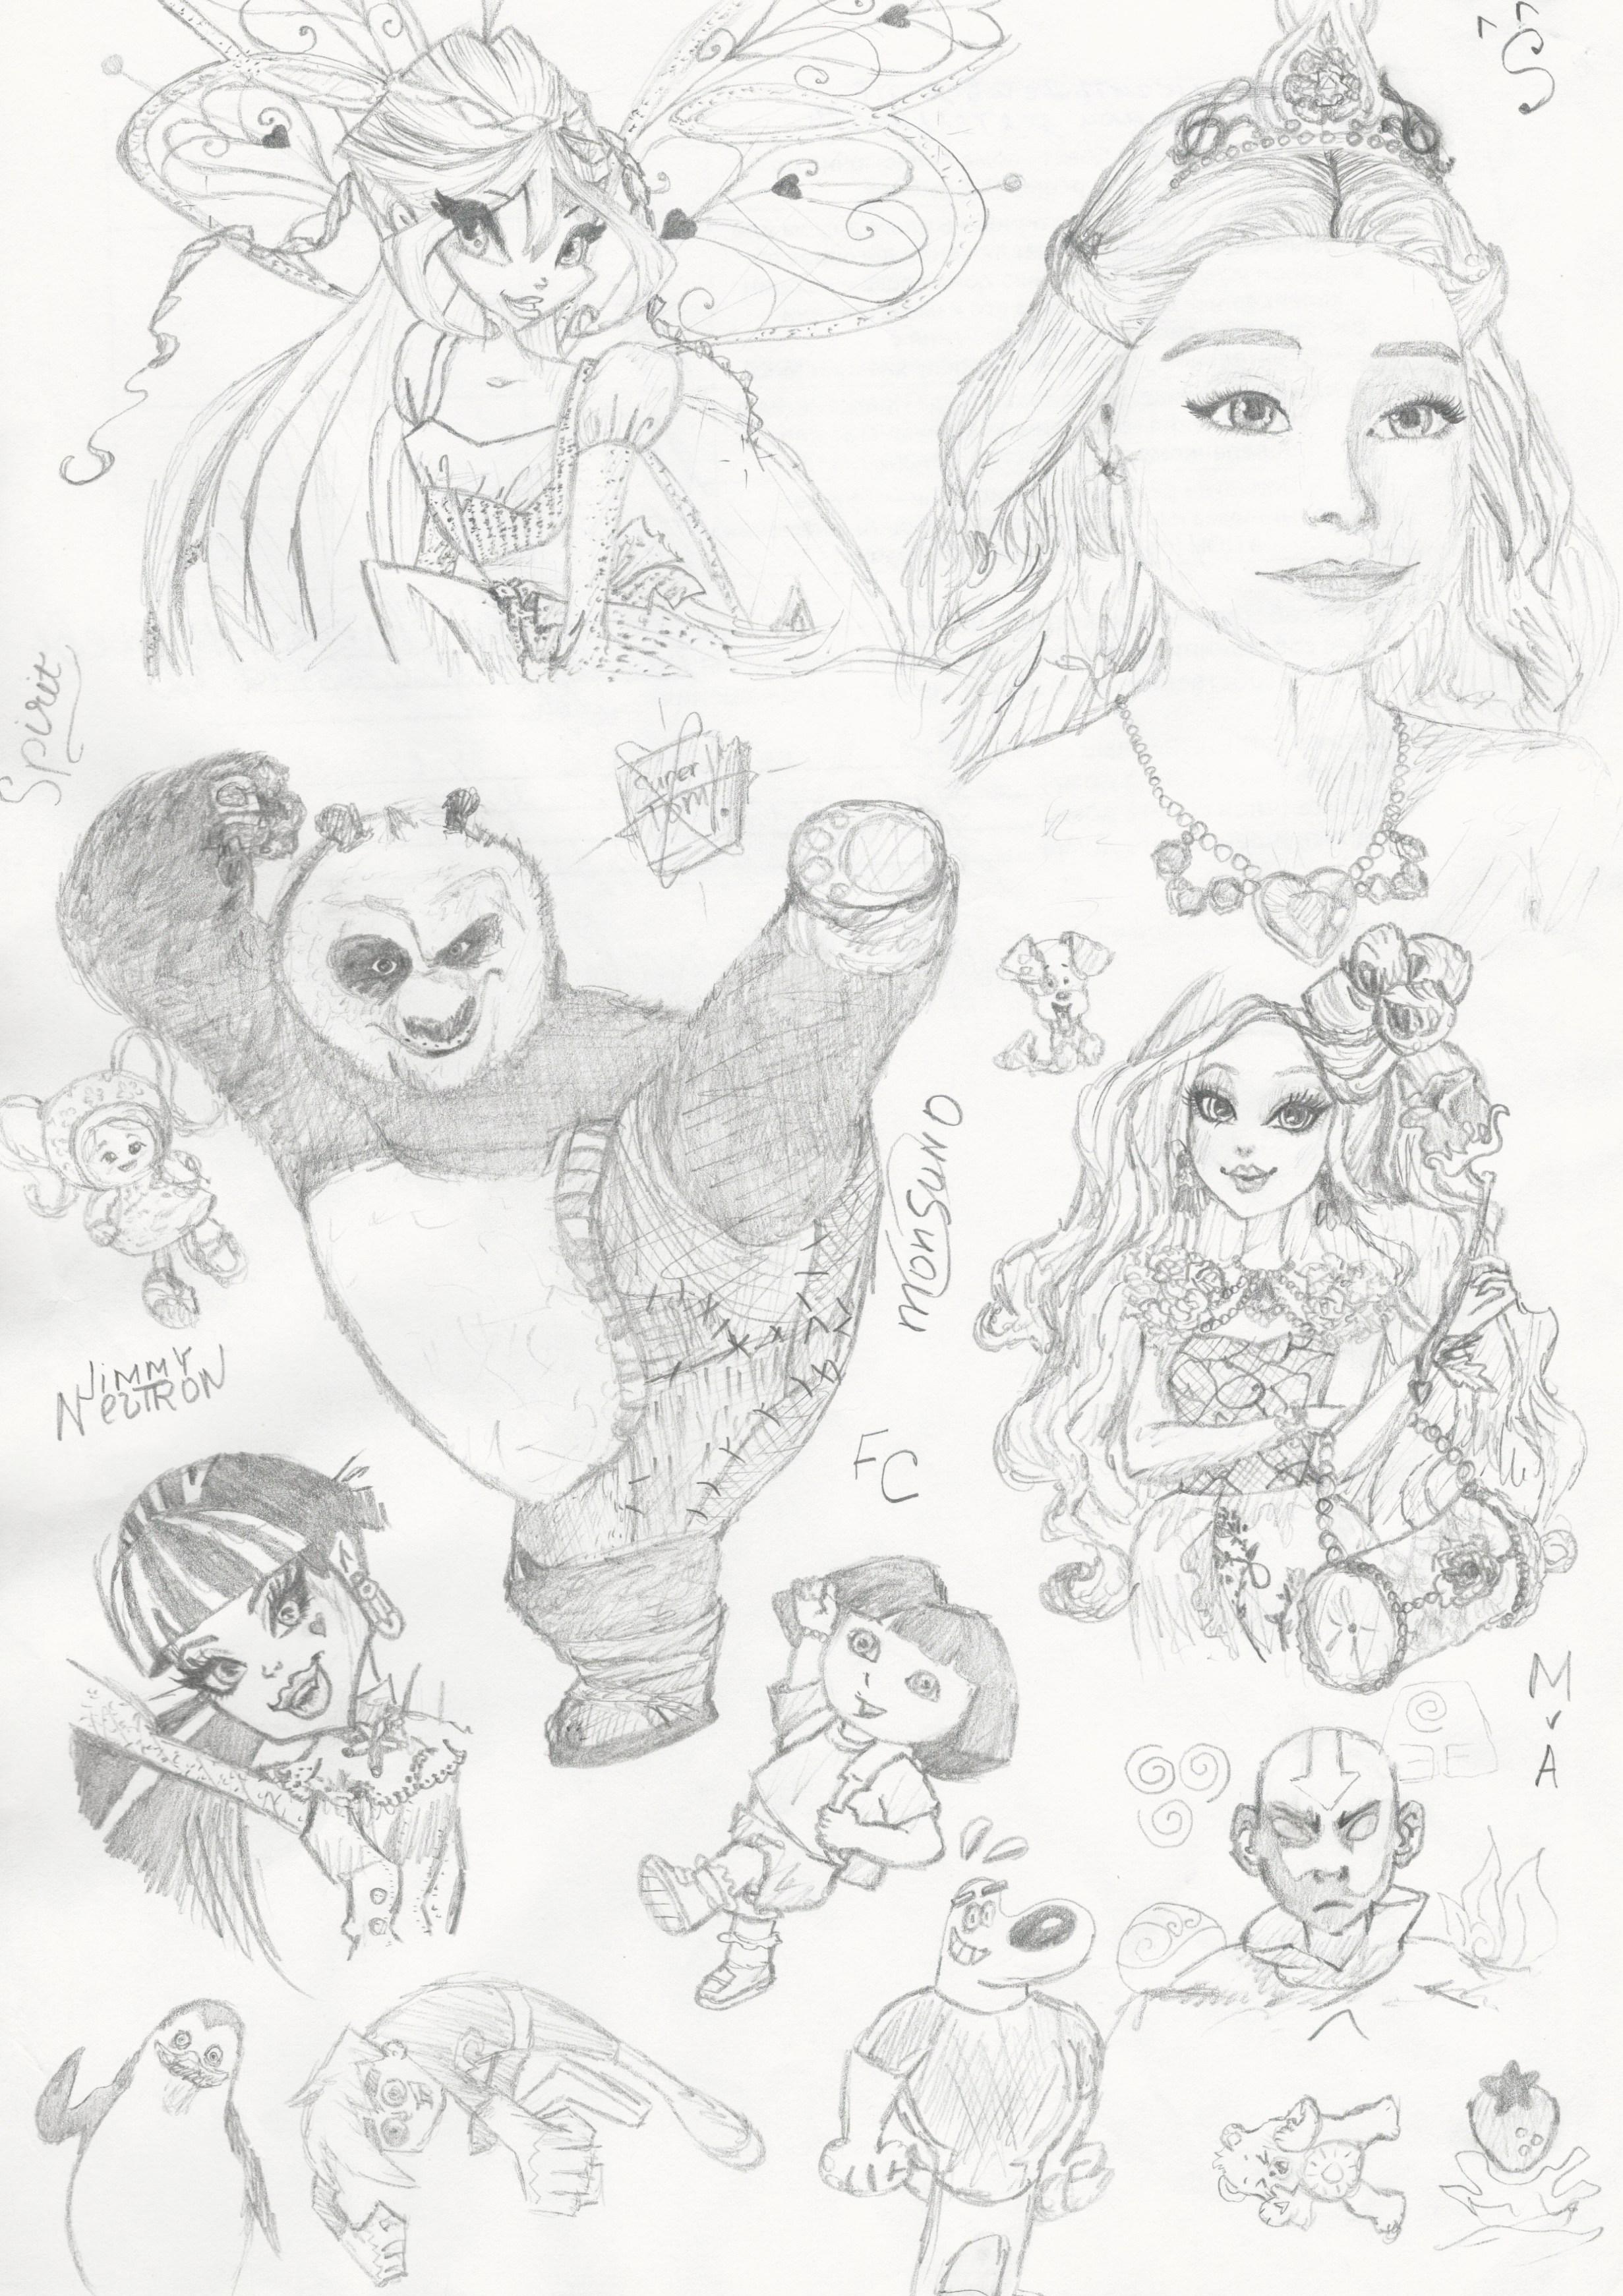 "S"
Spirit
Super
TOM!
monsuno
Jimmy
NeuTRON
FC
M
v
A